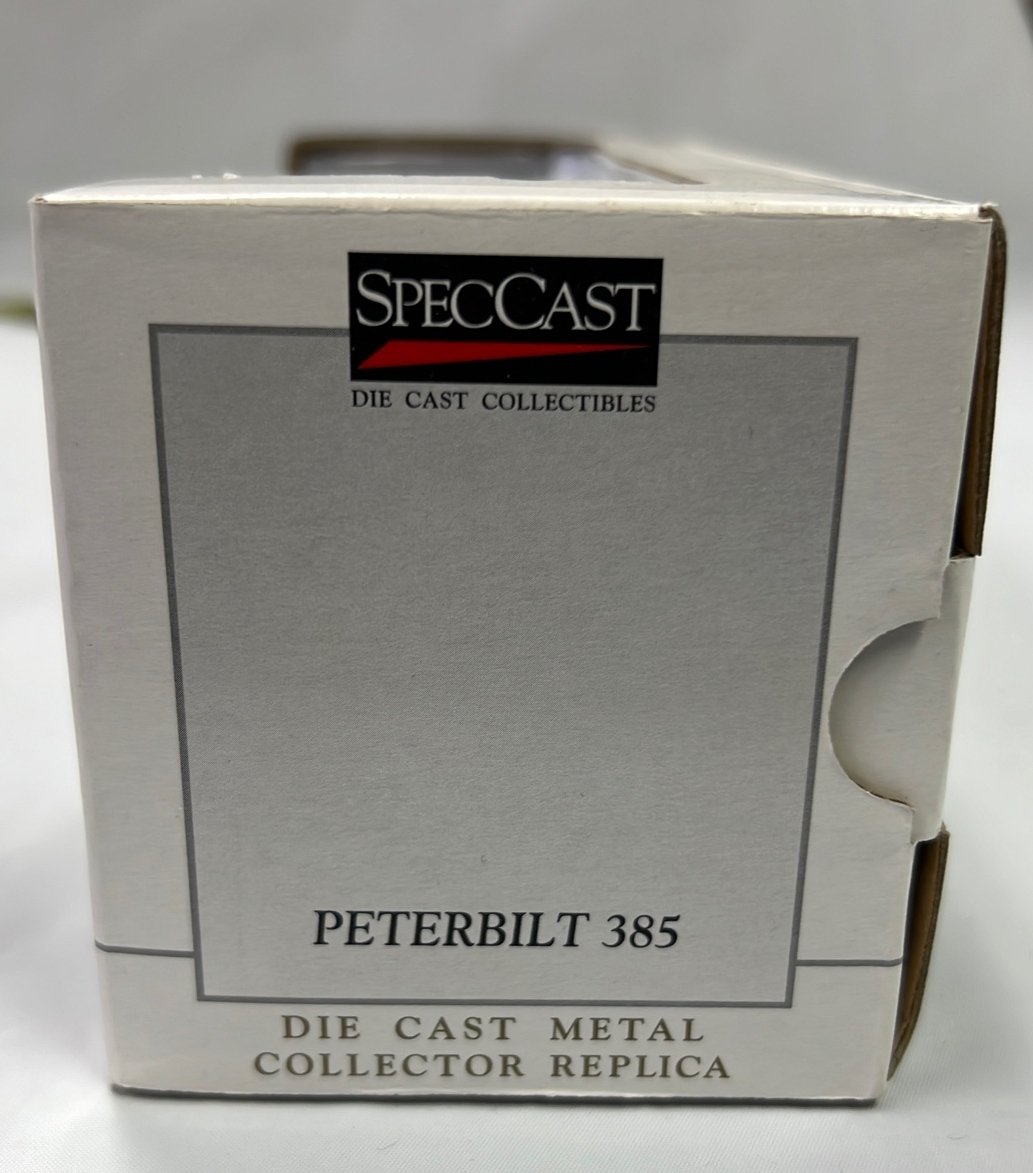 SPECCAST
DIE CAST COLLECTIBLES
PETERBILT 385
DIE CAST METAL
COLLECTOR REPLICA